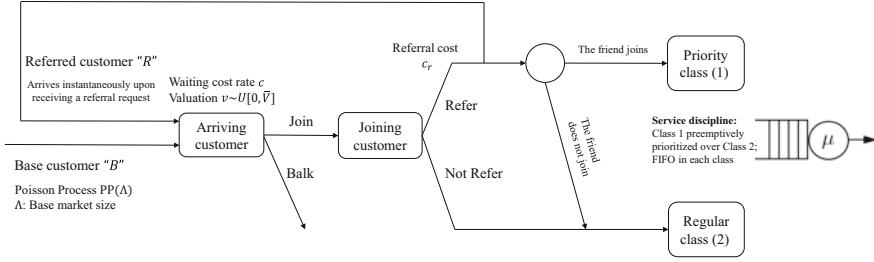 Referred customer “R”
Arrives instantaneously upon
receiving a referral request
Waiting cost rate c
Valuation v~U[0, V̄]
Arriving
customer
Base customer “B”
Poisson Process PP(Λ)
Λ: Base market size
Join
Balk
Joining
customer
Referral cost
c_r
Refer
Not Refer
The friend joins
The friend
does not join
Priority
class (1)
Regular
class (2)
Service discipline:
Class 1 preemptively
prioritized over Class 2;
FIFO in each class
μ